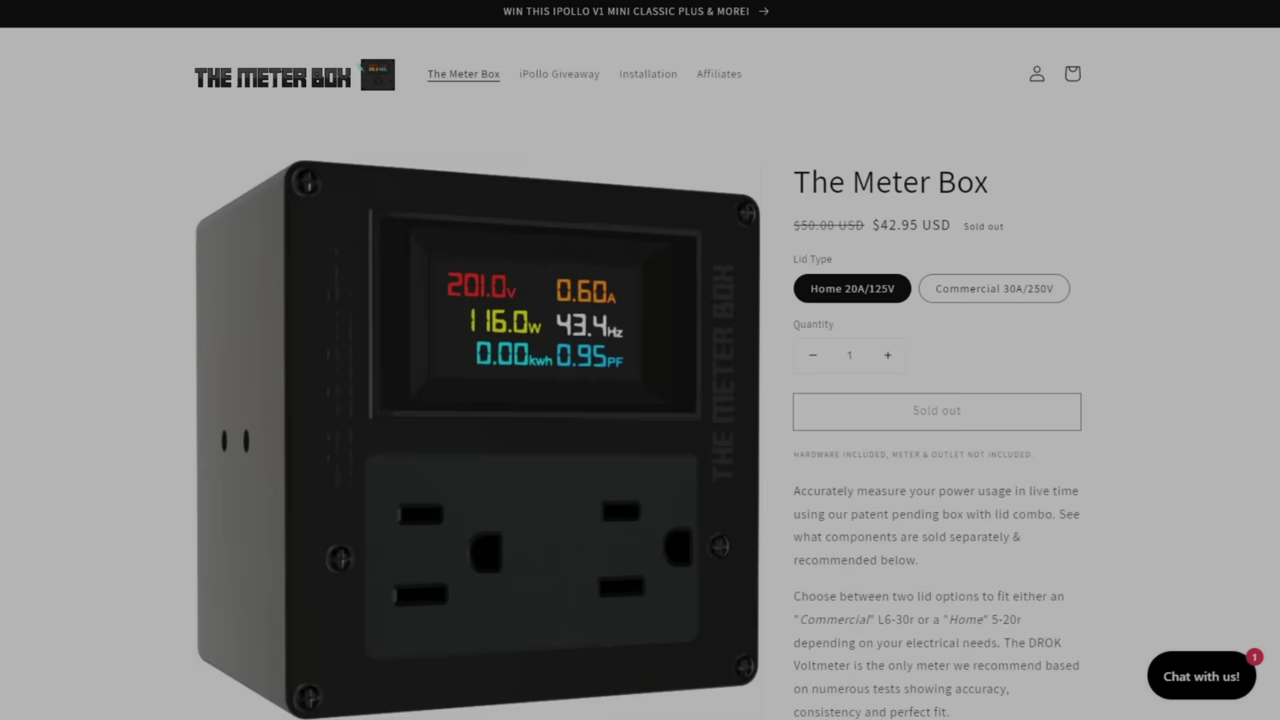 WIN THIS IPOLLO V1 MINI CLASSIC PLUS & MORE! →
THE METER BOX
The Meter Box
iPollo Giveaway
Installation
Affiliates
201.0V
0.60A
116.0W
43.4Hz
0.00kwh
0.95PF
THE METER BOX
The Meter Box
$50.00 USD $42.95 USD Sold out
Lid Type
Home 20A/125V
Commercial 30A/250V
Quantity
− 1 +
Sold out
HARDWARE INCLUDED, METER & OUTLET NOT INCLUDED.
Accurately measure your power usage in live time
using our patent pending box with lid combo. See
what components are sold separately &
recommended below.
Choose between two lid options to fit either an
"Commercial" L6-30r or a "Home" 5-20r
depending on your electrical needs. The DROK
Voltmeter is the only meter we recommend based
on numerous tests showing accuracy,
consistency and perfect fit.
Chat with us!
1